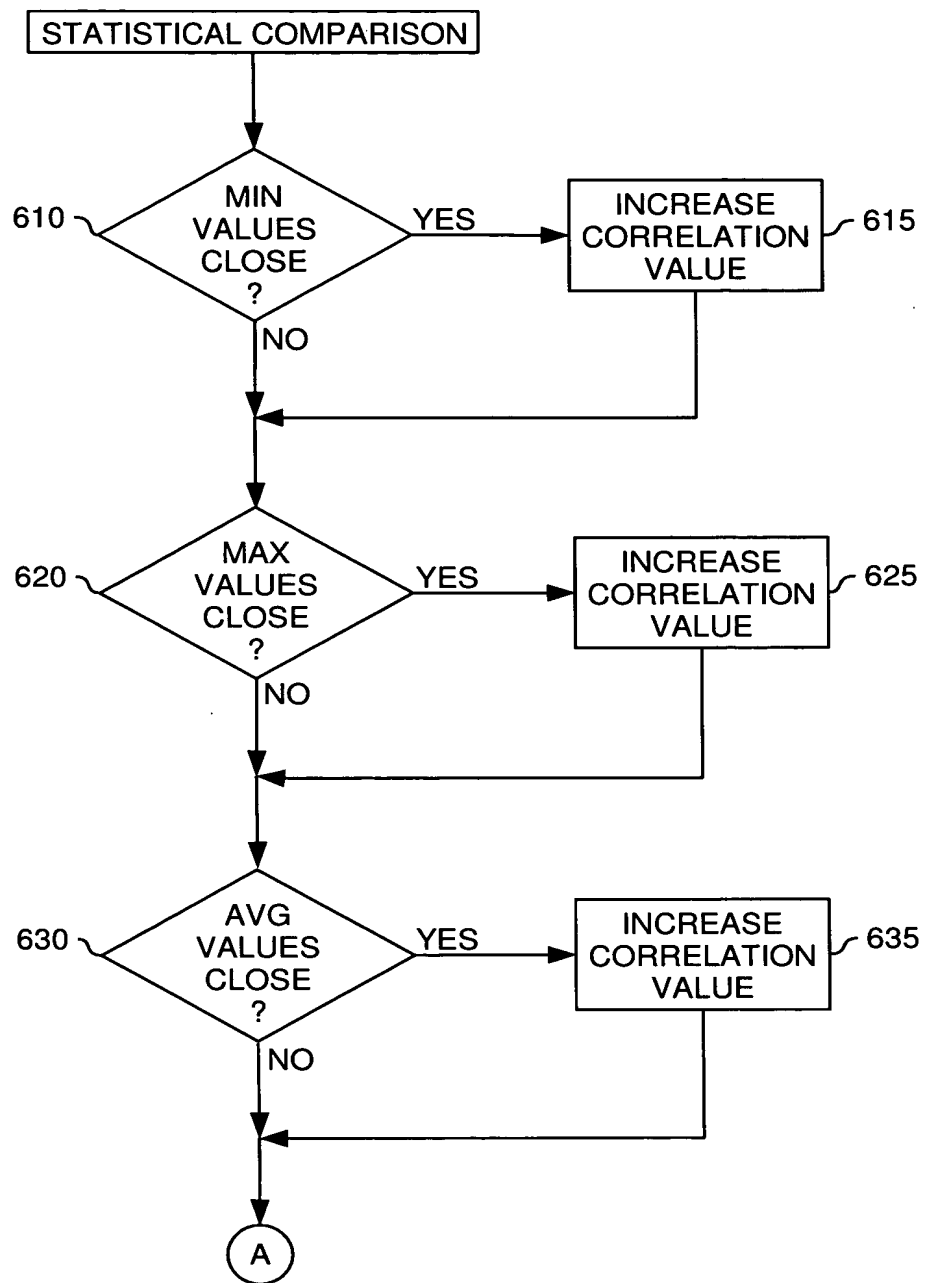 STATISTICAL COMPARISON
MIN
VALUES
CLOSE
?
610
YES
INCREASE
CORRELATION
VALUE
615
NO
MAX
VALUES
CLOSE
?
620
YES
INCREASE
CORRELATION
VALUE
625
NO
AVG
VALUES
CLOSE
?
630
YES
INCREASE
CORRELATION
VALUE
635
NO
A